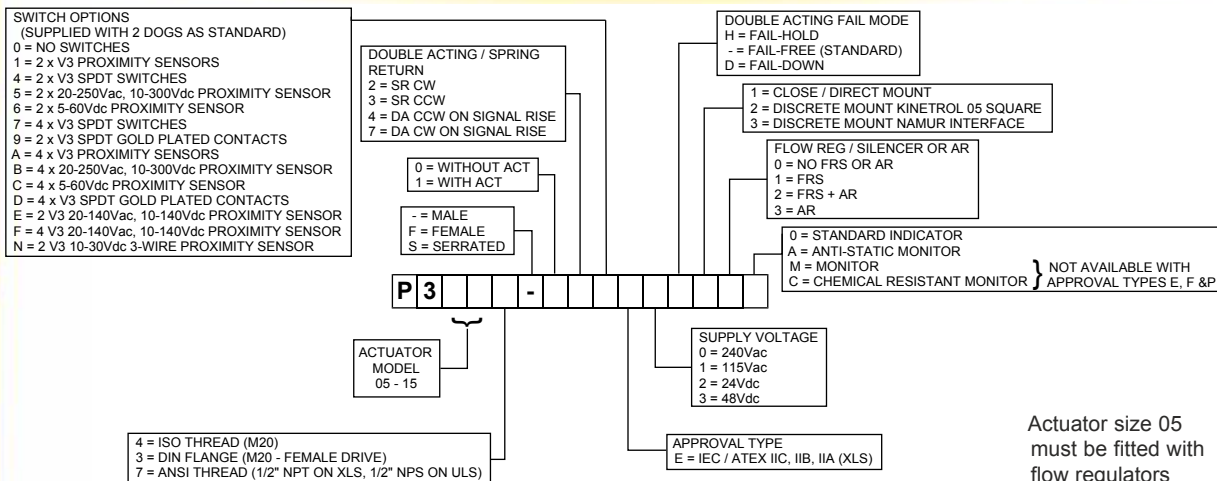 SWITCH OPTIONS
(SUPPLIED WITH 2 DOGS AS STANDARD)
0 = NO SWITCHES
1 = 2 x V3 PROXIMITY SENSORS
4 = 2 x V3 SPDT SWITCHES
5 = 2 x 20-250Vac, 10-300Vdc PROXIMITY SENSOR
6 = 2 x 5-60Vdc PROXIMITY SENSOR
7 = 4 x V3 SPDT SWITCHES
9 = 2 x V3 SPDT GOLD PLATED CONTACTS
A = 4 x V3 PROXIMITY SENSORS
B = 4 x 20-250Vac, 10-300Vdc PROXIMITY SENSOR
C = 4 x 5-60Vdc PROXIMITY SENSOR
D = 4 x V3 SPDT GOLD PLATED CONTACTS
E = 2 V3 20-140Vac, 10-140Vdc PROXIMITY SENSOR
F = 4 V3 20-140Vac, 10-140Vdc PROXIMITY SENSOR
N = 2 V3 10-30Vdc 3-WIRE PROXIMITY SENSOR
DOUBLE ACTING / SPRING
RETURN
2 = SR CW
3 = SR CCW
4 = DA CCW ON SIGNAL RISE
7 = DA CW ON SIGNAL RISE
0 = WITHOUT ACT
1 = WITH ACT
- = MALE
F = FEMALE
S = SERRATED
DOUBLE ACTING FAIL MODE
H = FAIL-HOLD
- = FAIL-FREE (STANDARD)
D = FAIL-DOWN
1 = CLOSE / DIRECT MOUNT
2 = DISCRETE MOUNT KINETROL 05 SQUARE
3 = DISCRETE MOUNT NAMUR INTERFACE
FLOW REG / SILENCER OR AR
0 = NO FRS OR AR
1 = FRS
2 = FRS + AR
3 = AR
0 = STANDARD INDICATOR
A = ANTI-STATIC MONITOR
M = MONITOR
C = CHEMICAL RESISTANT MONITOR
} NOT AVAILABLE WITH
APPROVAL TYPES E, F &P
P 3 -
ACTUATOR
MODEL
05 - 15
SUPPLY VOLTAGE
0 = 240Vac
1 = 115Vac
2 = 24Vdc
3 = 48Vdc
4 = ISO THREAD (M20)
3 = DIN FLANGE (M20 - FEMALE DRIVE)
7 = ANSI THREAD (1/2" NPT ON XLS, 1/2" NPS ON ULS)
APPROVAL TYPE
E = IEC / ATEX IIC, IIB, IIA (XLS)
Actuator size 05
must be fitted with
flow regulators